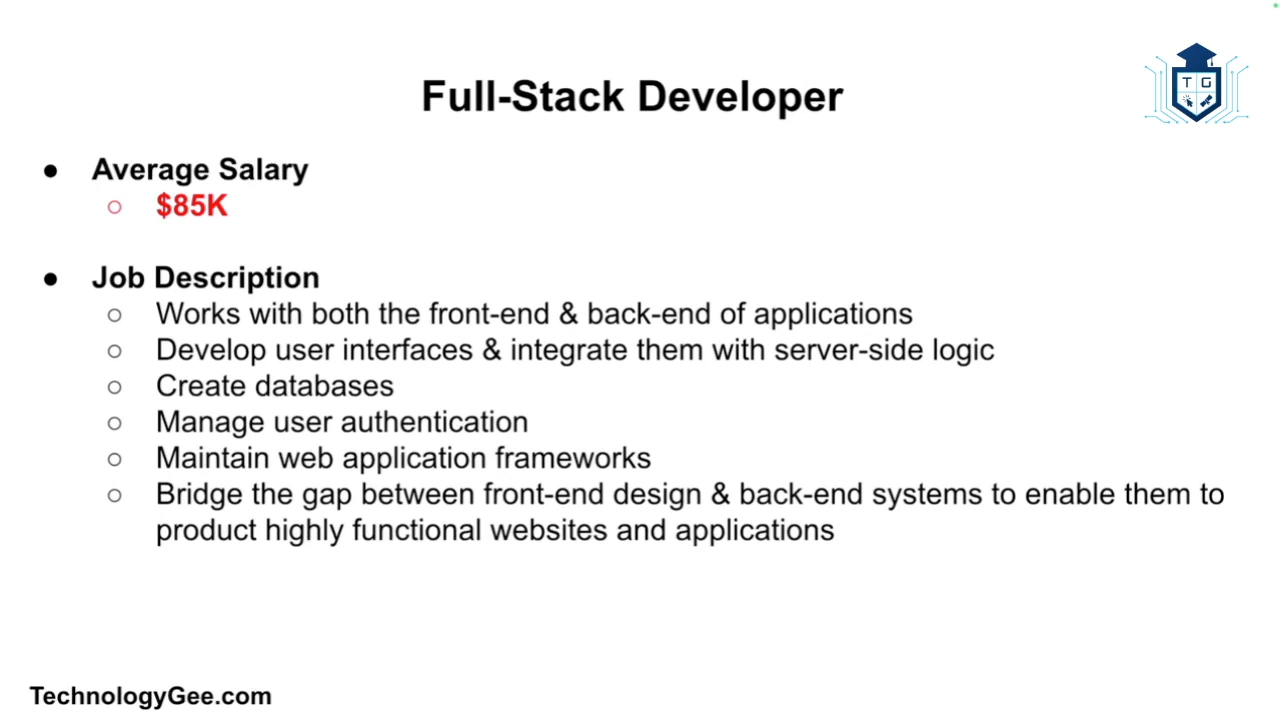 Full-Stack Developer
T G
● Average Salary
○ $85K
● Job Description
○ Works with both the front-end & back-end of applications
○ Develop user interfaces & integrate them with server-side logic
○ Create databases
○ Manage user authentication
○ Maintain web application frameworks
○ Bridge the gap between front-end design & back-end systems to enable them to
product highly functional websites and applications
TechnologyGee.com